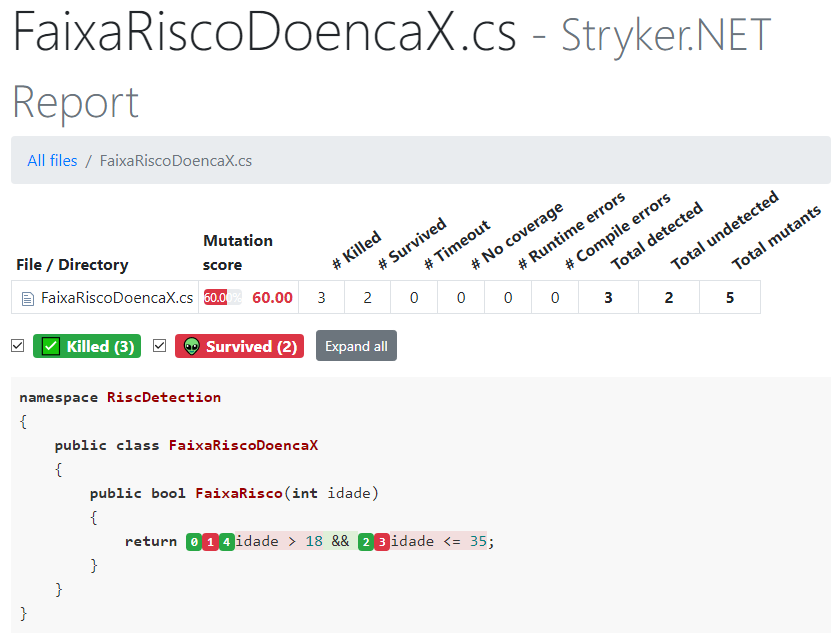 FaixaRiscoDoencaX.cs - Stryker.NET
Report
All files / FaixaRiscoDoencaX.cs
File / Directory Mutation score # Killed # Survived # Timeout # No coverage # Runtime errors # Compile errors Total detected Total undetected Total mutants
FaixaRiscoDoencaX.cs 60.00 3 2 0 0 0 0 3 2 5
Killed (3) Survived (2) Expand all
namespace RiscDetection
{
public class FaixaRiscoDoencaX
{
public bool FaixaRisco(int idade)
{
return 0 1 4 idade > 18 && 2 3 idade <= 35;
}
}
}